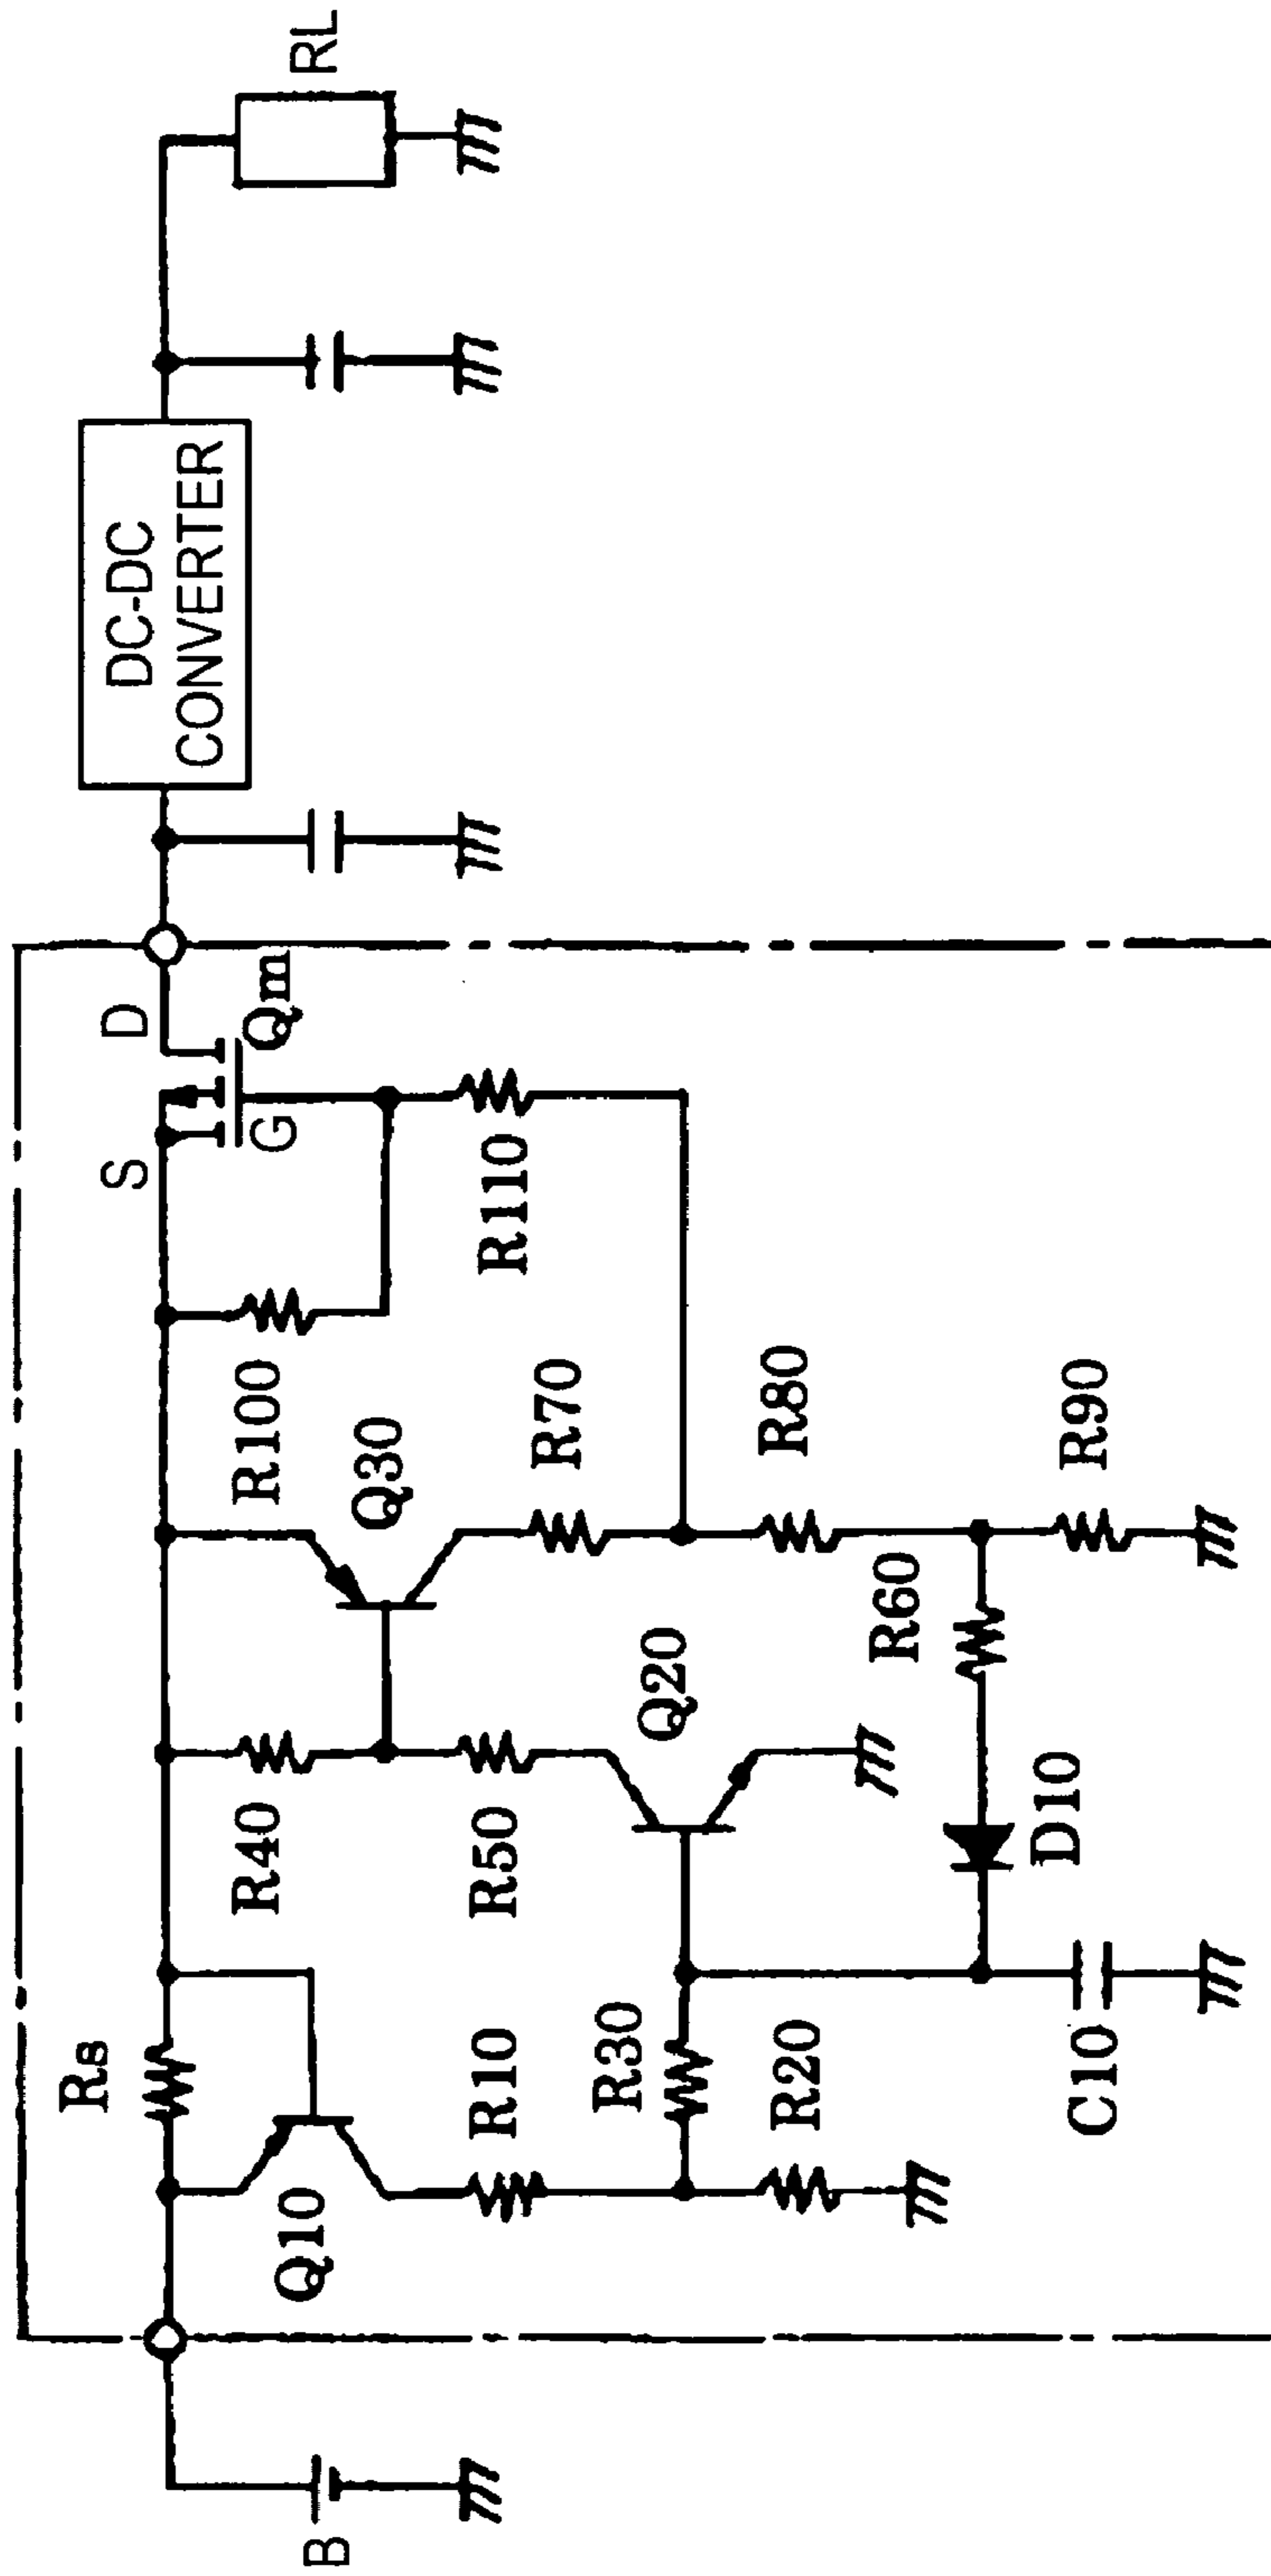 B
Rs
Q10
R10
R20
R30
C10
R40
R50
Q20
D10
R60
Q30
R70
R80
R90
R100
R110
S
D
G
Qm
DC-DC
CONVERTER
RL